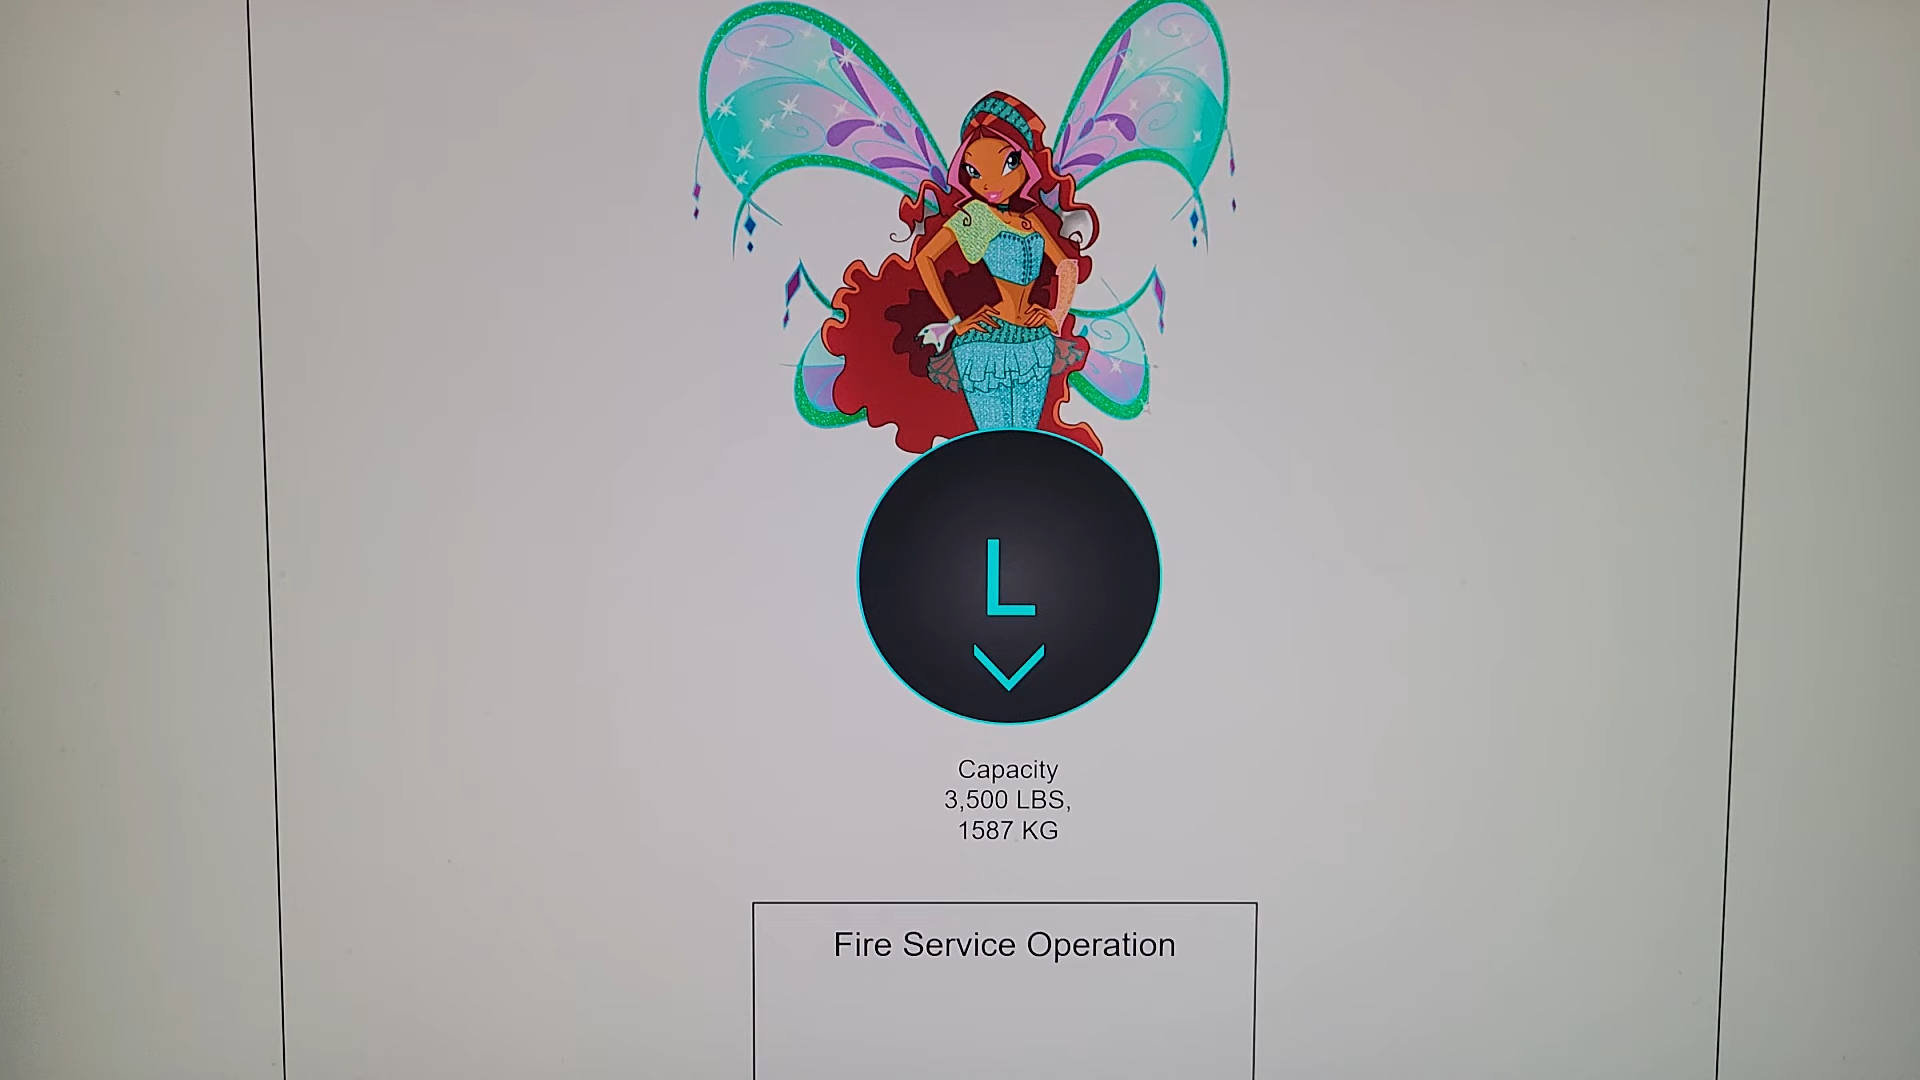 L
Capacity
3,500 LBS,
1587 KG
Fire Service Operation